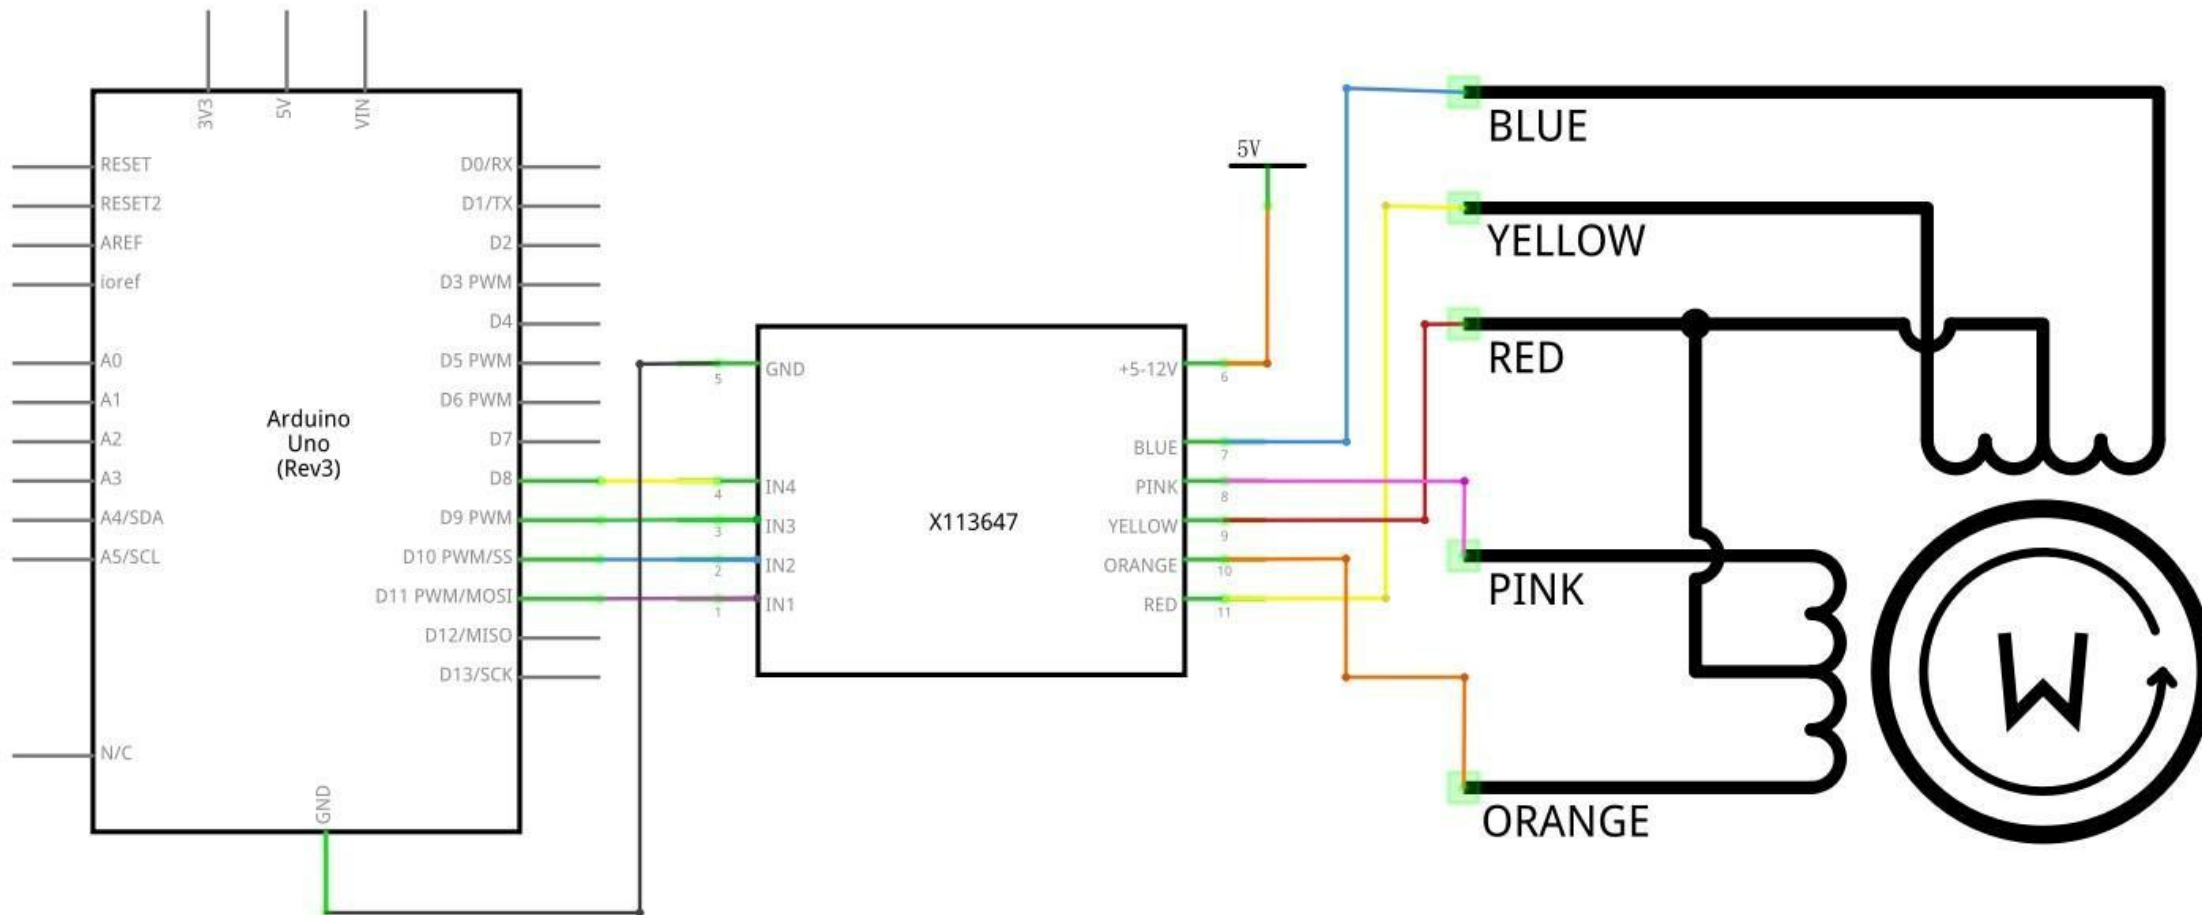 3V3
5V
VIN
RESET
RESET2
AREF
ioref
A0
A1
A2
A3
A4/SDA
A5/SCL
N/C
Arduino
Uno
(Rev3)
D0/RX
D1/TX
D2
D3 PWM
D4
D5 PWM
D6 PWM
D7
D8
D9 PWM
D10 PWM/SS
D11 PWM/MOSI
D12/MISO
D13/SCK
GND
5
4
3
2
1
GND
IN4
IN3
IN2
IN1
X113647
+5-12V
BLUE
PINK
YELLOW
ORANGE
RED
6
7
8
9
10
11
5V
BLUE
YELLOW
RED
PINK
ORANGE
M